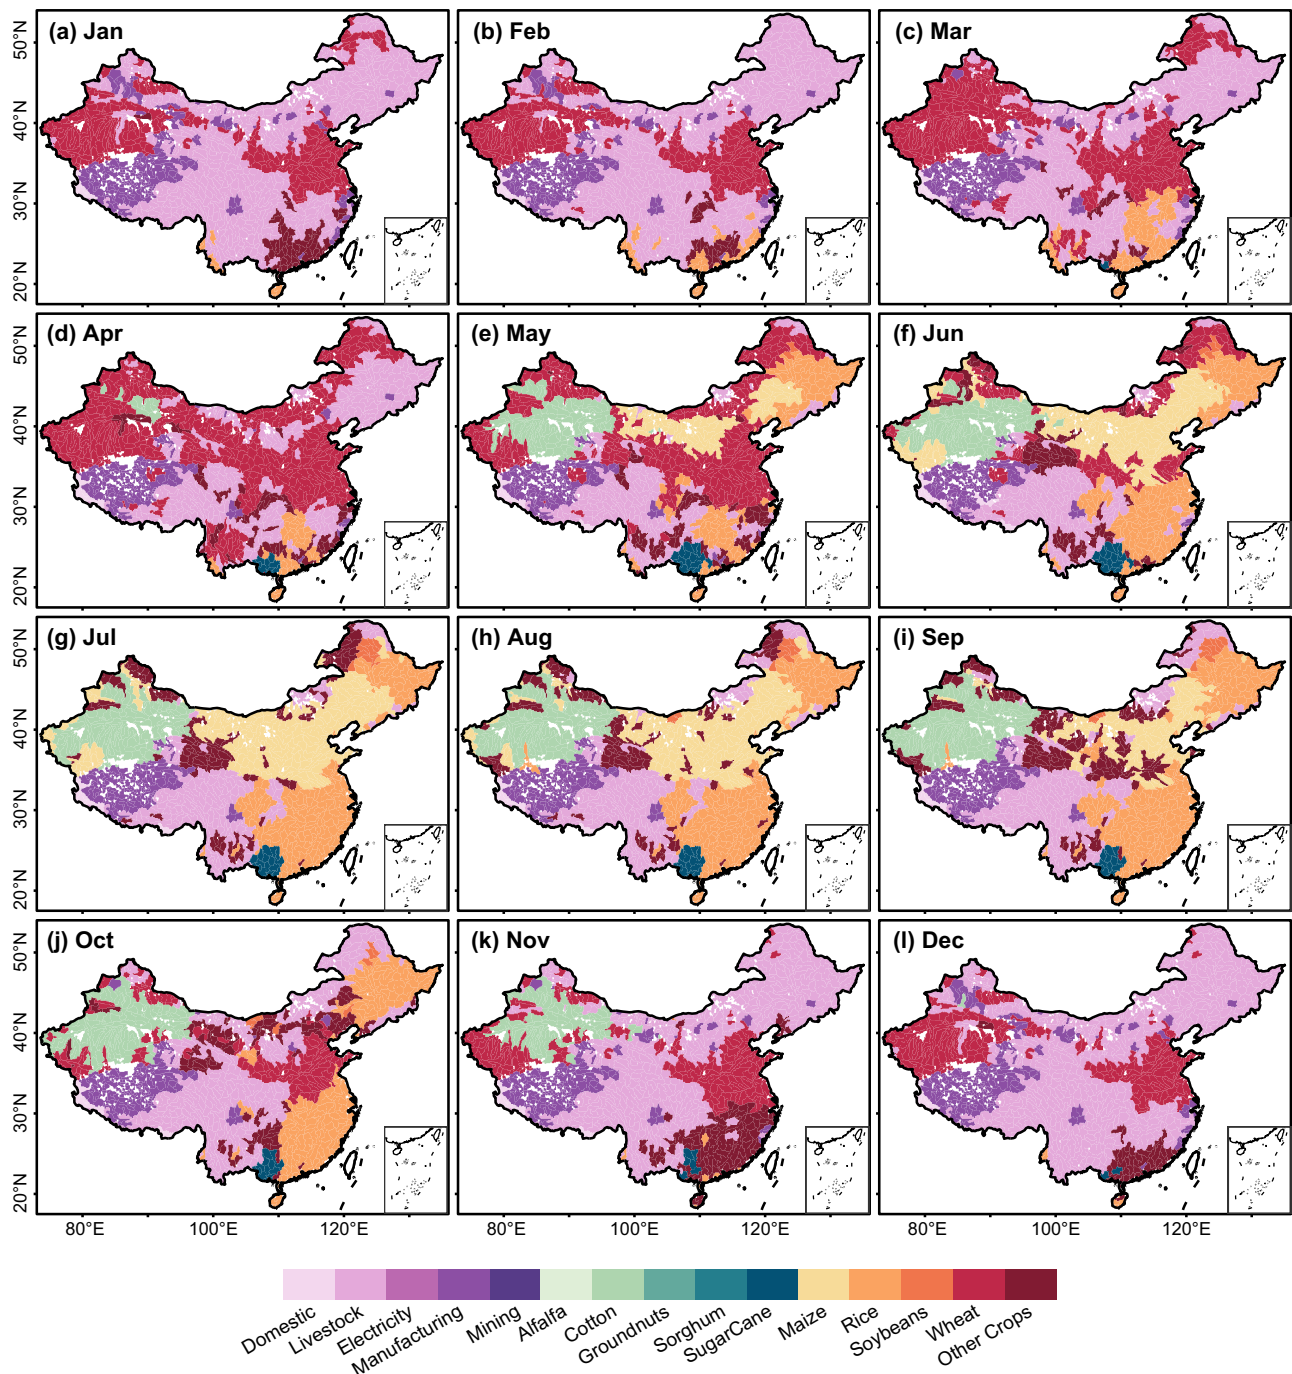 (a) Jan
(b) Feb
(c) Mar
50°N
40°N
30°N
20°N
(d) Apr
(e) May
(f) Jun
50°N
40°N
30°N
20°N
(g) Jul
(h) Aug
(i) Sep
50°N
40°N
30°N
20°N
(j) Oct
(k) Nov
(l) Dec
50°N
40°N
30°N
20°N
80°E 100°E 120°E 80°E 100°E 120°E 80°E 100°E 120°E
Domestic
Livestock
Electricity
Manufacturing
Mining
Alfalfa
Cotton
Groundnuts
Sorghum
SugarCane
Maize
Rice
Soybeans
Wheat
Other Crops